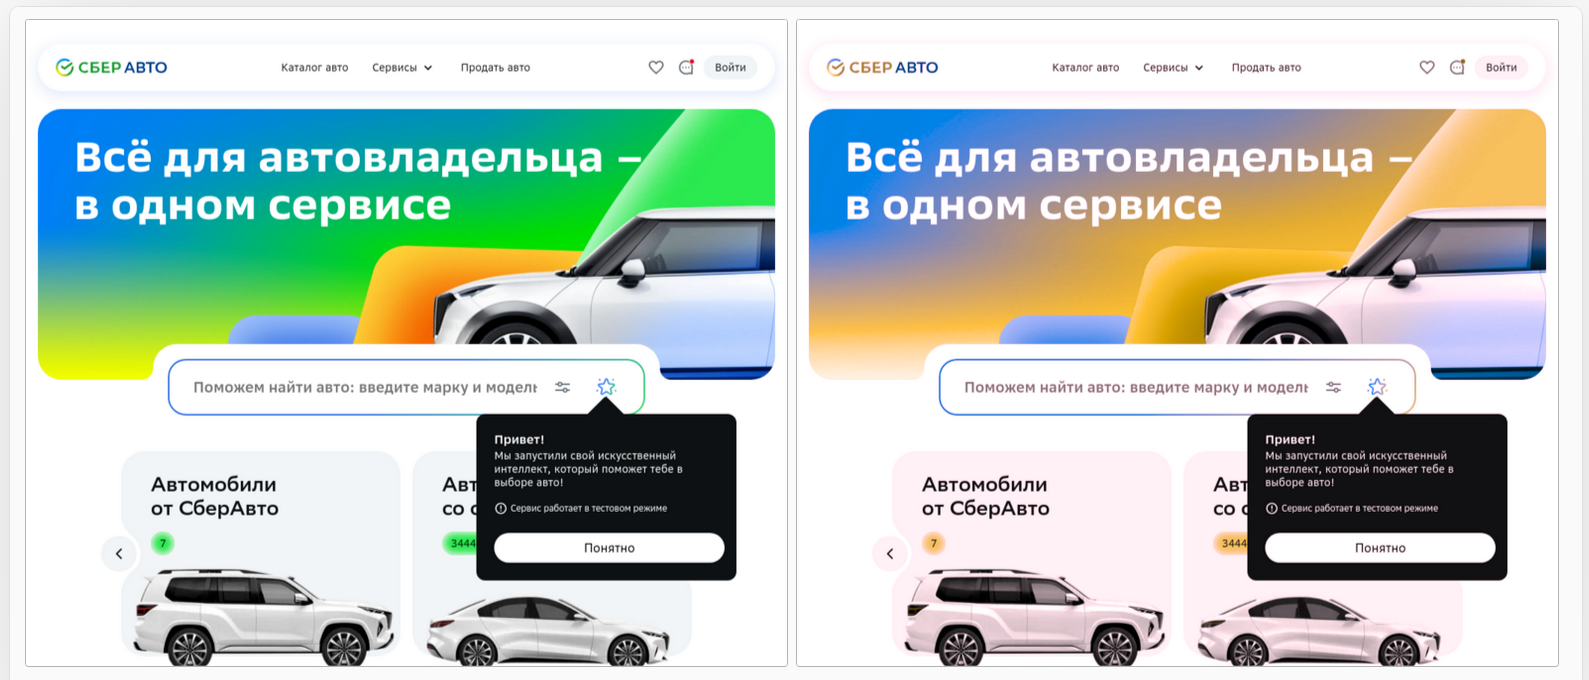 СБЕР АВТО
Каталог авто
Сервисы
Продать авто
Войти
Всё для автовладельца –
в одном сервисе
Поможем найти авто: введите марку и модель
Привет!
Мы запустили свой искусственный
интеллект, который поможет тебе в
выборе авто!
Сервис работает в тестовом режиме
Понятно
Автомобили
от СберАвто
7
Авт
со с
3444
СБЕР АВТО
Каталог авто
Сервисы
Продать авто
Войти
Всё для автовладельца –
в одном сервисе
Поможем найти авто: введите марку и модель
Привет!
Мы запустили свой искусственный
интеллект, который поможет тебе в
выборе авто!
Сервис работает в тестовом режиме
Понятно
Автомобили
от СберАвто
7
Авт
со с
3444